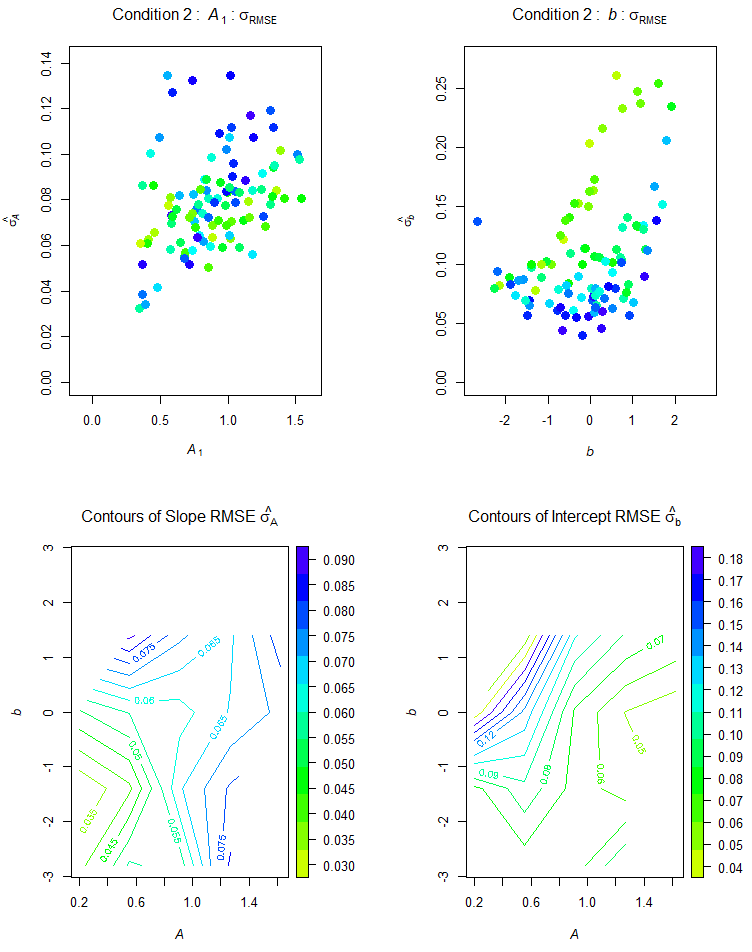 Condition 2 : A1 : σRMSE
0.00 0.02 0.04 0.06 0.08 0.10 0.12 0.14
σ̂A
0.0 0.5 1.0 1.5
A1
Condition 2 : b : σRMSE
0.00 0.05 0.10 0.15 0.20 0.25
σ̂b
-2 -1 0 1 2
b
Contours of Slope RMSE σ̂A
-3 -2 -1 0 1 2 3
b
0.075
0.065
0.06
0.065
0.05
0.035
0.045
0.055
0.075
0.2 0.6 1.0 1.4
A
0.090
0.085
0.080
0.075
0.070
0.065
0.060
0.055
0.050
0.045
0.040
0.035
0.030
Contours of Intercept RMSE σ̂b
-3 -2 -1 0 1 2 3
b
0.07
0.12
0.05
0.09
0.08
0.06
0.2 0.6 1.0 1.4
A
0.18
0.17
0.16
0.15
0.14
0.13
0.12
0.11
0.10
0.09
0.08
0.07
0.06
0.05
0.04